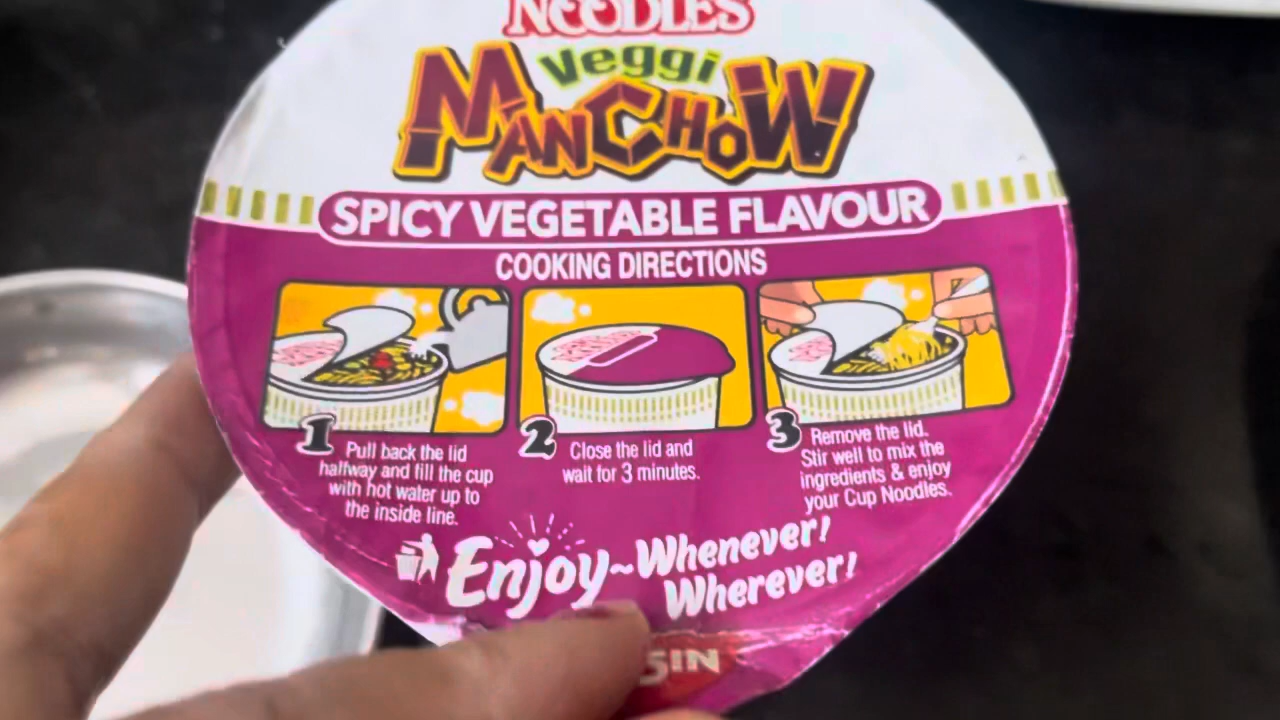 NOODLES
Veggi
MANCHOW
SPICY VEGETABLE FLAVOUR
COOKING DIRECTIONS
1 Pull back the lid
halfway and fill the cup
with hot water up to
the inside line.
2 Close the lid and
wait for 3 minutes.
3 Remove the lid.
Stir well to mix the
ingredients & enjoy
your Cup Noodles.
Enjoy~Whenever!
Wherever!